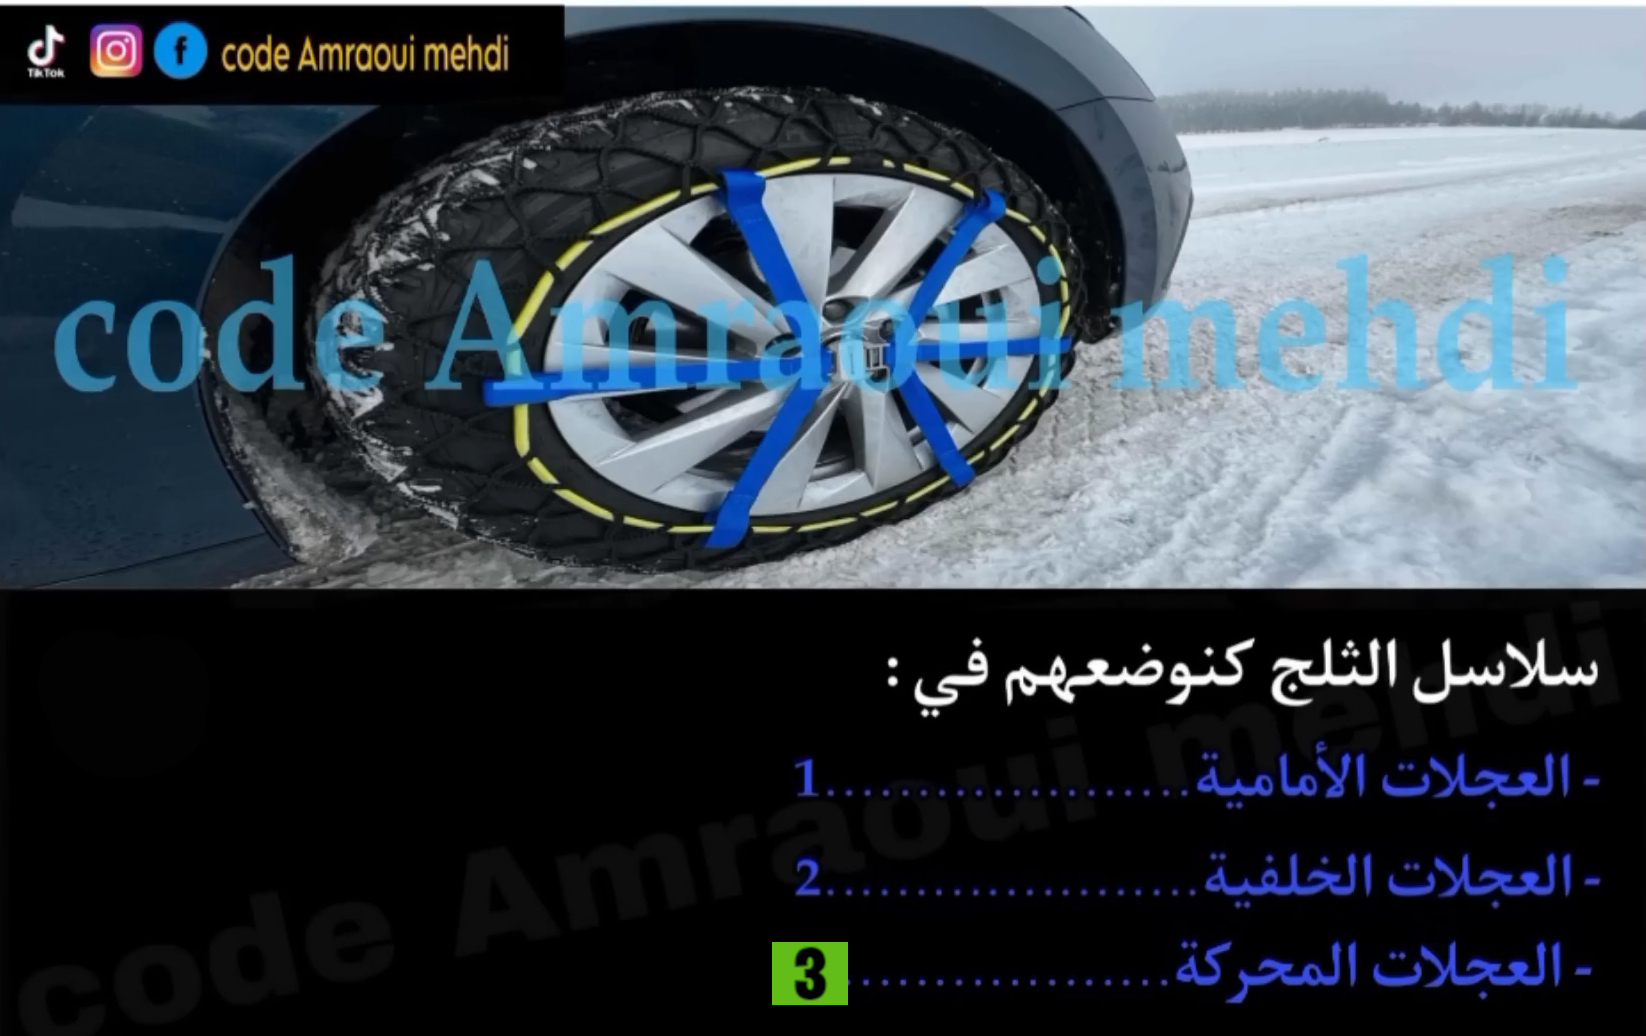 TikTok
code Amraoui mehdi
code Amraoui mehdi
سلاسل الثلج كنوضعهم في :
- العجلات الأمامية....................1
- العجلات الخلفية.....................2
- العجلات المحركة..................3
code Amraoui mehdi